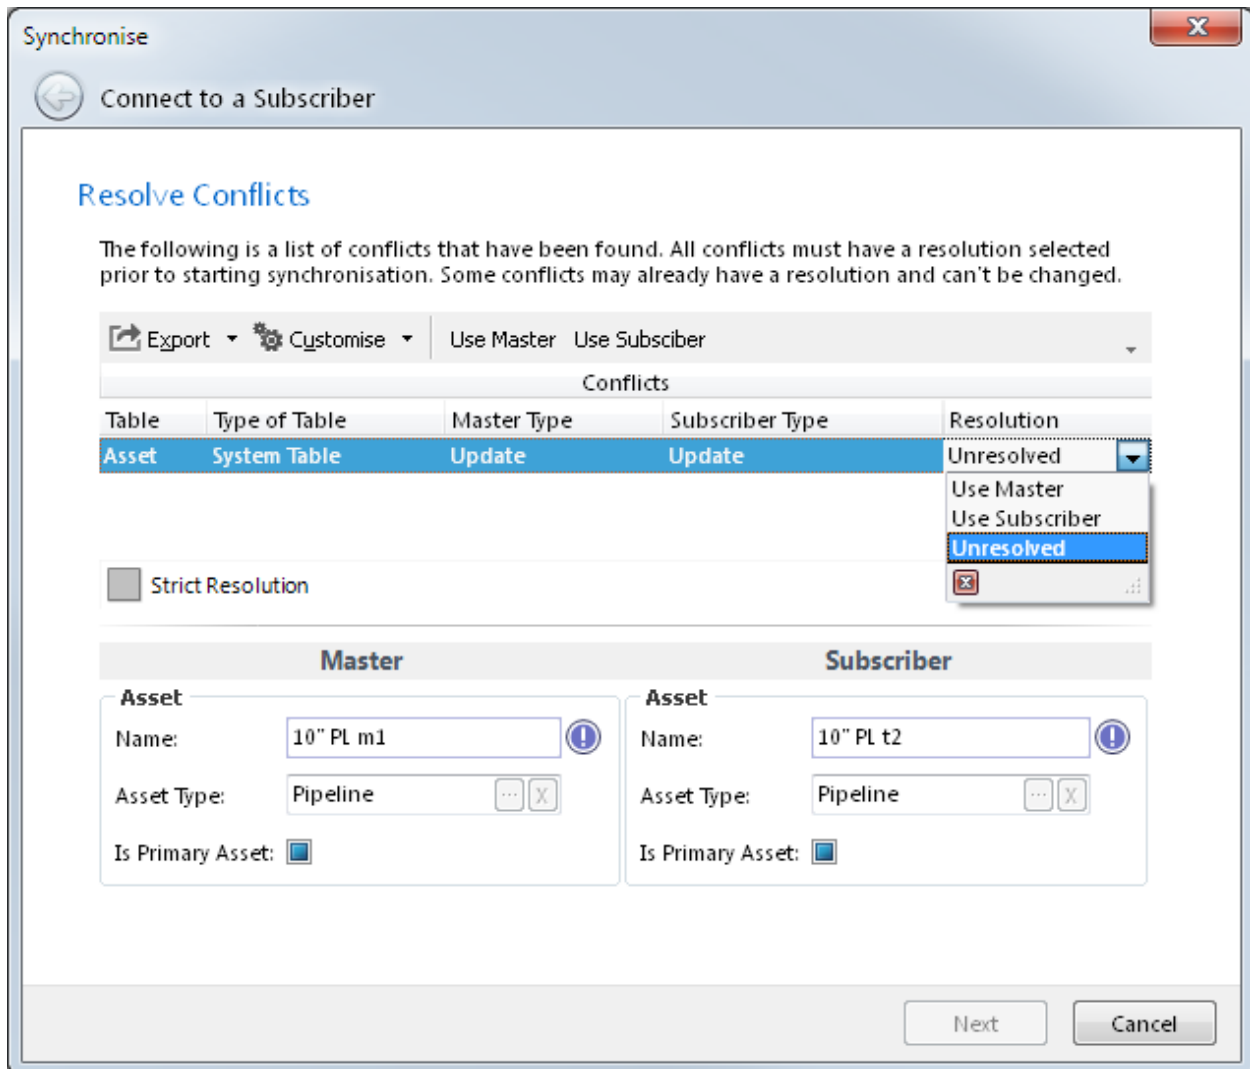 Synchronise
Connect to a Subscriber
Resolve Conflicts
The following is a list of conflicts that have been found. All conflicts must have a resolution selected
prior to starting synchronisation. Some conflicts may already have a resolution and can't be changed.
Export Customise Use Master Use Subsciber
Conflicts
Table Type of Table Master Type Subscriber Type Resolution
Asset System Table Update Update Unresolved
Use Master
Use Subscriber
Unresolved
Strict Resolution
Master Subscriber
Asset Asset
Name: 10" PL m1 Name: 10" PL t2
Asset Type: Pipeline ... X Asset Type: Pipeline ... X
Is Primary Asset: Is Primary Asset:
Next Cancel